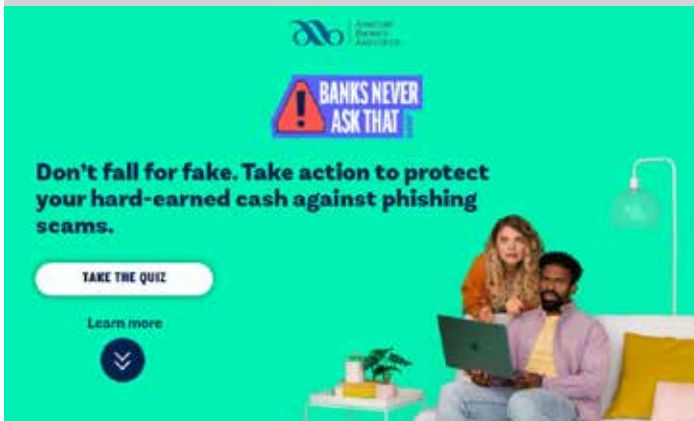 American
Bankers
Association
BANKS NEVER
ASK THAT
Don't fall for fake. Take action to protect
your hard-earned cash against phishing
scams.
TAKE THE QUIZ
Learn more